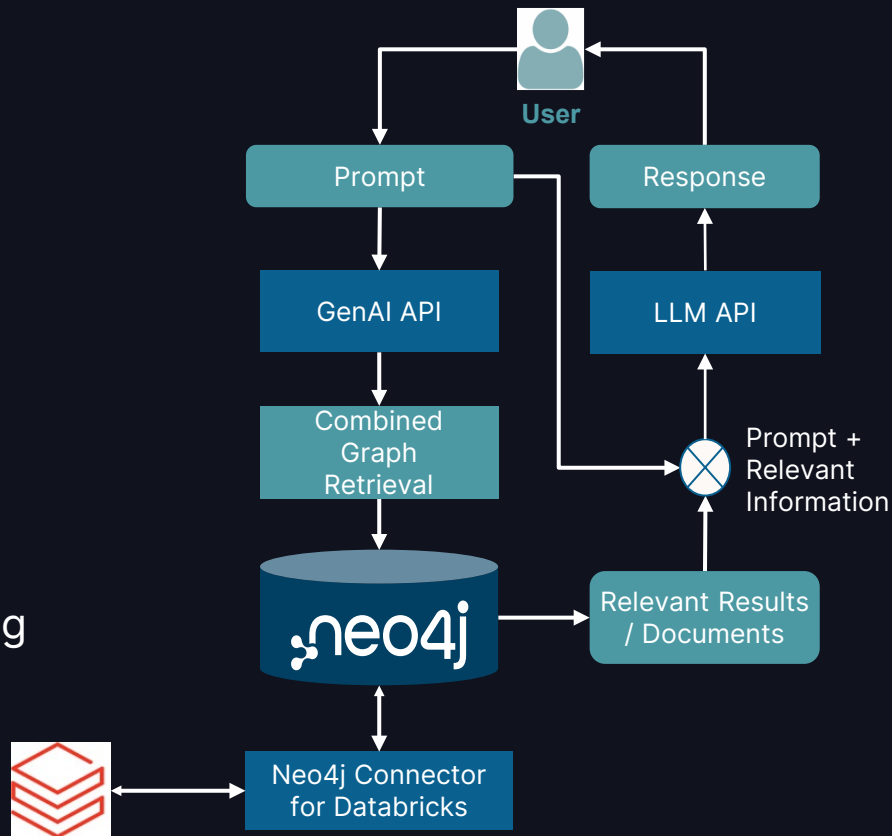 User
Prompt
Response
GenAI API
LLM API
Combined
Graph
Retrieval
Prompt +
Relevant
Information
neo4j
Relevant Results
/ Documents
g
Neo4j Connector
for Databricks